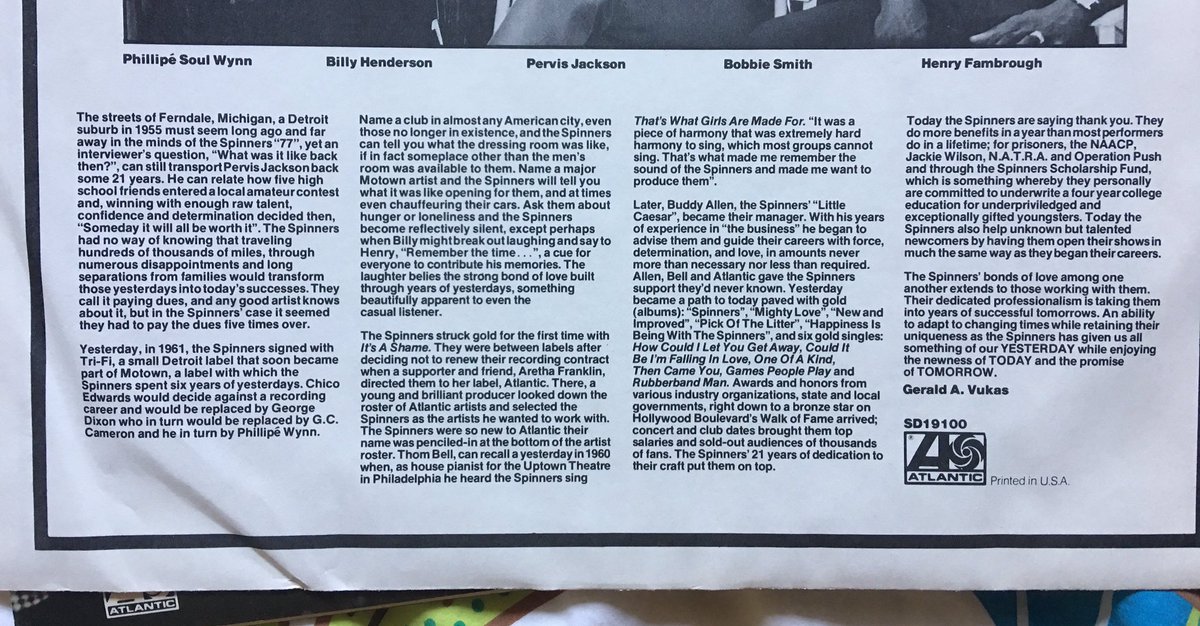 Phillipé Soul Wynn
Billy Henderson
Pervis Jackson
Bobbie Smith
Henry Fambrough
The streets of Ferndale, Michigan, a Detroit
suburb in 1955 must seem long ago and far
away in the minds of the Spinners "77", yet an
interviewer's question, "What was it like back
then?", can still transport Pervis Jackson back
some 21 years. He can relate how five high
school friends entered a local amateur contest
and, winning with enough raw talent,
confidence and determination decided then,
"Someday it will all be worth it". The Spinners
had no way of knowing that traveling
hundreds of thousands of miles, through
numerous disappointments and long
separations from families would transform
those yesterdays into today's successes. They
call it paying dues, and any good artist knows
about it, but in the Spinners' case it seemed
they had to pay the dues five times over.
Yesterday, in 1961, the Spinners signed with
Tri-Fi, a small Detroit label that soon became
part of Motown, a label with which the
Spinners spent six years of yesterdays. Chico
Edwards would decide against a recording
career and would be replaced by George
Dixon who in turn would be replaced by G.C.
Cameron and he in turn by Phillipé Wynn.
Name a club in almost any American city, even
those no longer in existence, and the Spinners
can tell you what the dressing room was like,
if in fact someplace other than the men's
room was available to them. Name a major
Motown artist and the Spinners will tell you
what it was like opening for them, and at times
even chauffeuring their cars. Ask them about
hunger or loneliness and the Spinners
become reflectively silent, except perhaps
when Billy might break out laughing and say to
Henry, "Remember the time...", a cue for
everyone to contribute his memories. The
laughter belies the strong bond of love built
through years of yesterdays, something
beautifully apparent to even the
casual listener.
The Spinners struck gold for the first time with
It's A Shame. They were between labels after
deciding not to renew their recording contract
when a supporter and friend, Aretha Franklin,
directed them to her label, Atlantic. There, a
young and brilliant producer looked down the
roster of Atlantic artists and selected the
Spinners as the artists he wanted to work with.
The Spinners were so new to Atlantic their
name was penciled-in at the bottom of the artist
roster. Thom Bell, can recall a yesterday in 1960
when, as house pianist for the Uptown Theatre
in Philadelphia he heard the Spinners sing
That's What Girls Are Made For. "It was a
piece of harmony that was extremely hard
harmony to sing, which most groups cannot
sing. That's what made me remember the
sound of the Spinners and made me want to
produce them".
Later, Buddy Allen, the Spinners' "Little
Caesar", became their manager. With his years
of experience in "the business" he began to
advise them and guide their careers with force,
determination, and love, in amounts never
more than necessary nor less than required.
Allen, Bell and Atlantic gave the Spinners
support they'd never known. Yesterday
became a path to today paved with gold
(albums): "Spinners", "Mighty Love", "New and
Improved", "Pick Of The Litter", "Happiness Is
Being With The Spinners", and six gold singles:
How Could I Let You Get Away, Could It
Be I'm Falling In Love, One Of A Kind,
Then Came You, Games People Play and
Rubberband Man. Awards and honors from
various industry organizations, state and local
governments, right down to a bronze star on
Hollywood Boulevard's Walk of Fame arrived;
concert and club dates brought them top
salaries and sold-out audiences of thousands
of fans. The Spinners' 21 years of dedication to
their craft put them on top.
Today the Spinners are saying thank you. They
do more benefits in a year than most performers
do in a lifetime; for prisoners, the NAACP,
Jackie Wilson, N.A.T.R.A. and Operation Push
and through the Spinners Scholarship Fund,
which is something whereby they personally
are committed to underwrite a four year college
education for underpriviledged and
exceptionally gifted youngsters. Today the
Spinners also help unknown but talented
newcomers by having them open their shows in
much the same way as they began their careers.
The Spinners' bonds of love among one
another extends to those working with them.
Their dedicated professionalism is taking them
into years of successful tomorrows. An ability
to adapt to changing times while retaining their
uniqueness as the Spinners has given us all
something of our YESTERDAY while enjoying
the newness of TODAY and the promise
of TOMORROW.
Gerald A. Vukas
SD19100
ATLANTIC
Printed in U.S.A.
ATLANTIC